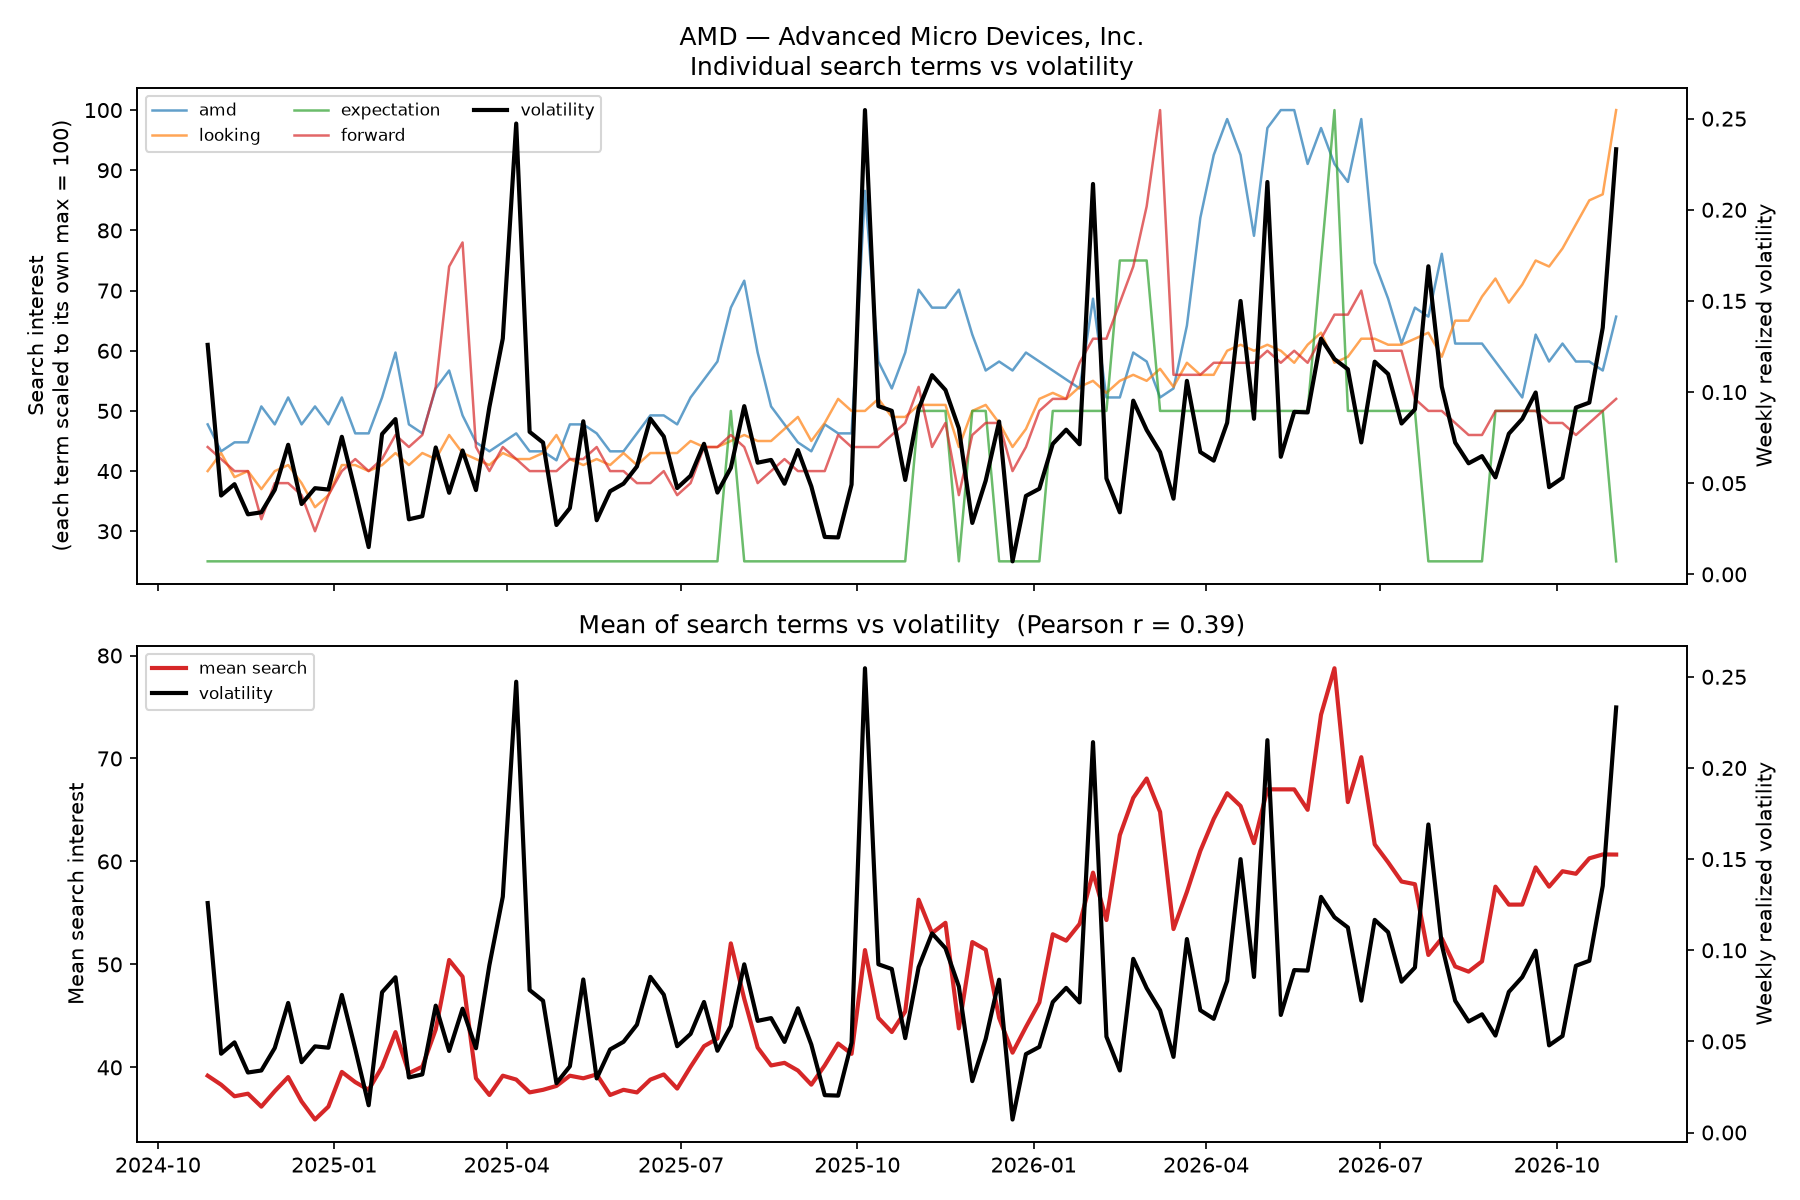 AMD — Advanced Micro Devices, Inc.
Individual search terms vs volatility
amd
looking
expectation
forward
volatility
Search interest
(each term scaled to its own max = 100)
100
90
80
70
60
50
40
30
0.25
0.20
0.15
0.10
0.05
0.00
Weekly realized volatility
Mean of search terms vs volatility (Pearson r = 0.39)
mean search
volatility
Mean search interest
80
70
60
50
40
0.25
0.20
0.15
0.10
0.05
0.00
Weekly realized volatility
2024-10 2025-01 2025-04 2025-07 2025-10 2026-01 2026-04 2026-07 2026-10